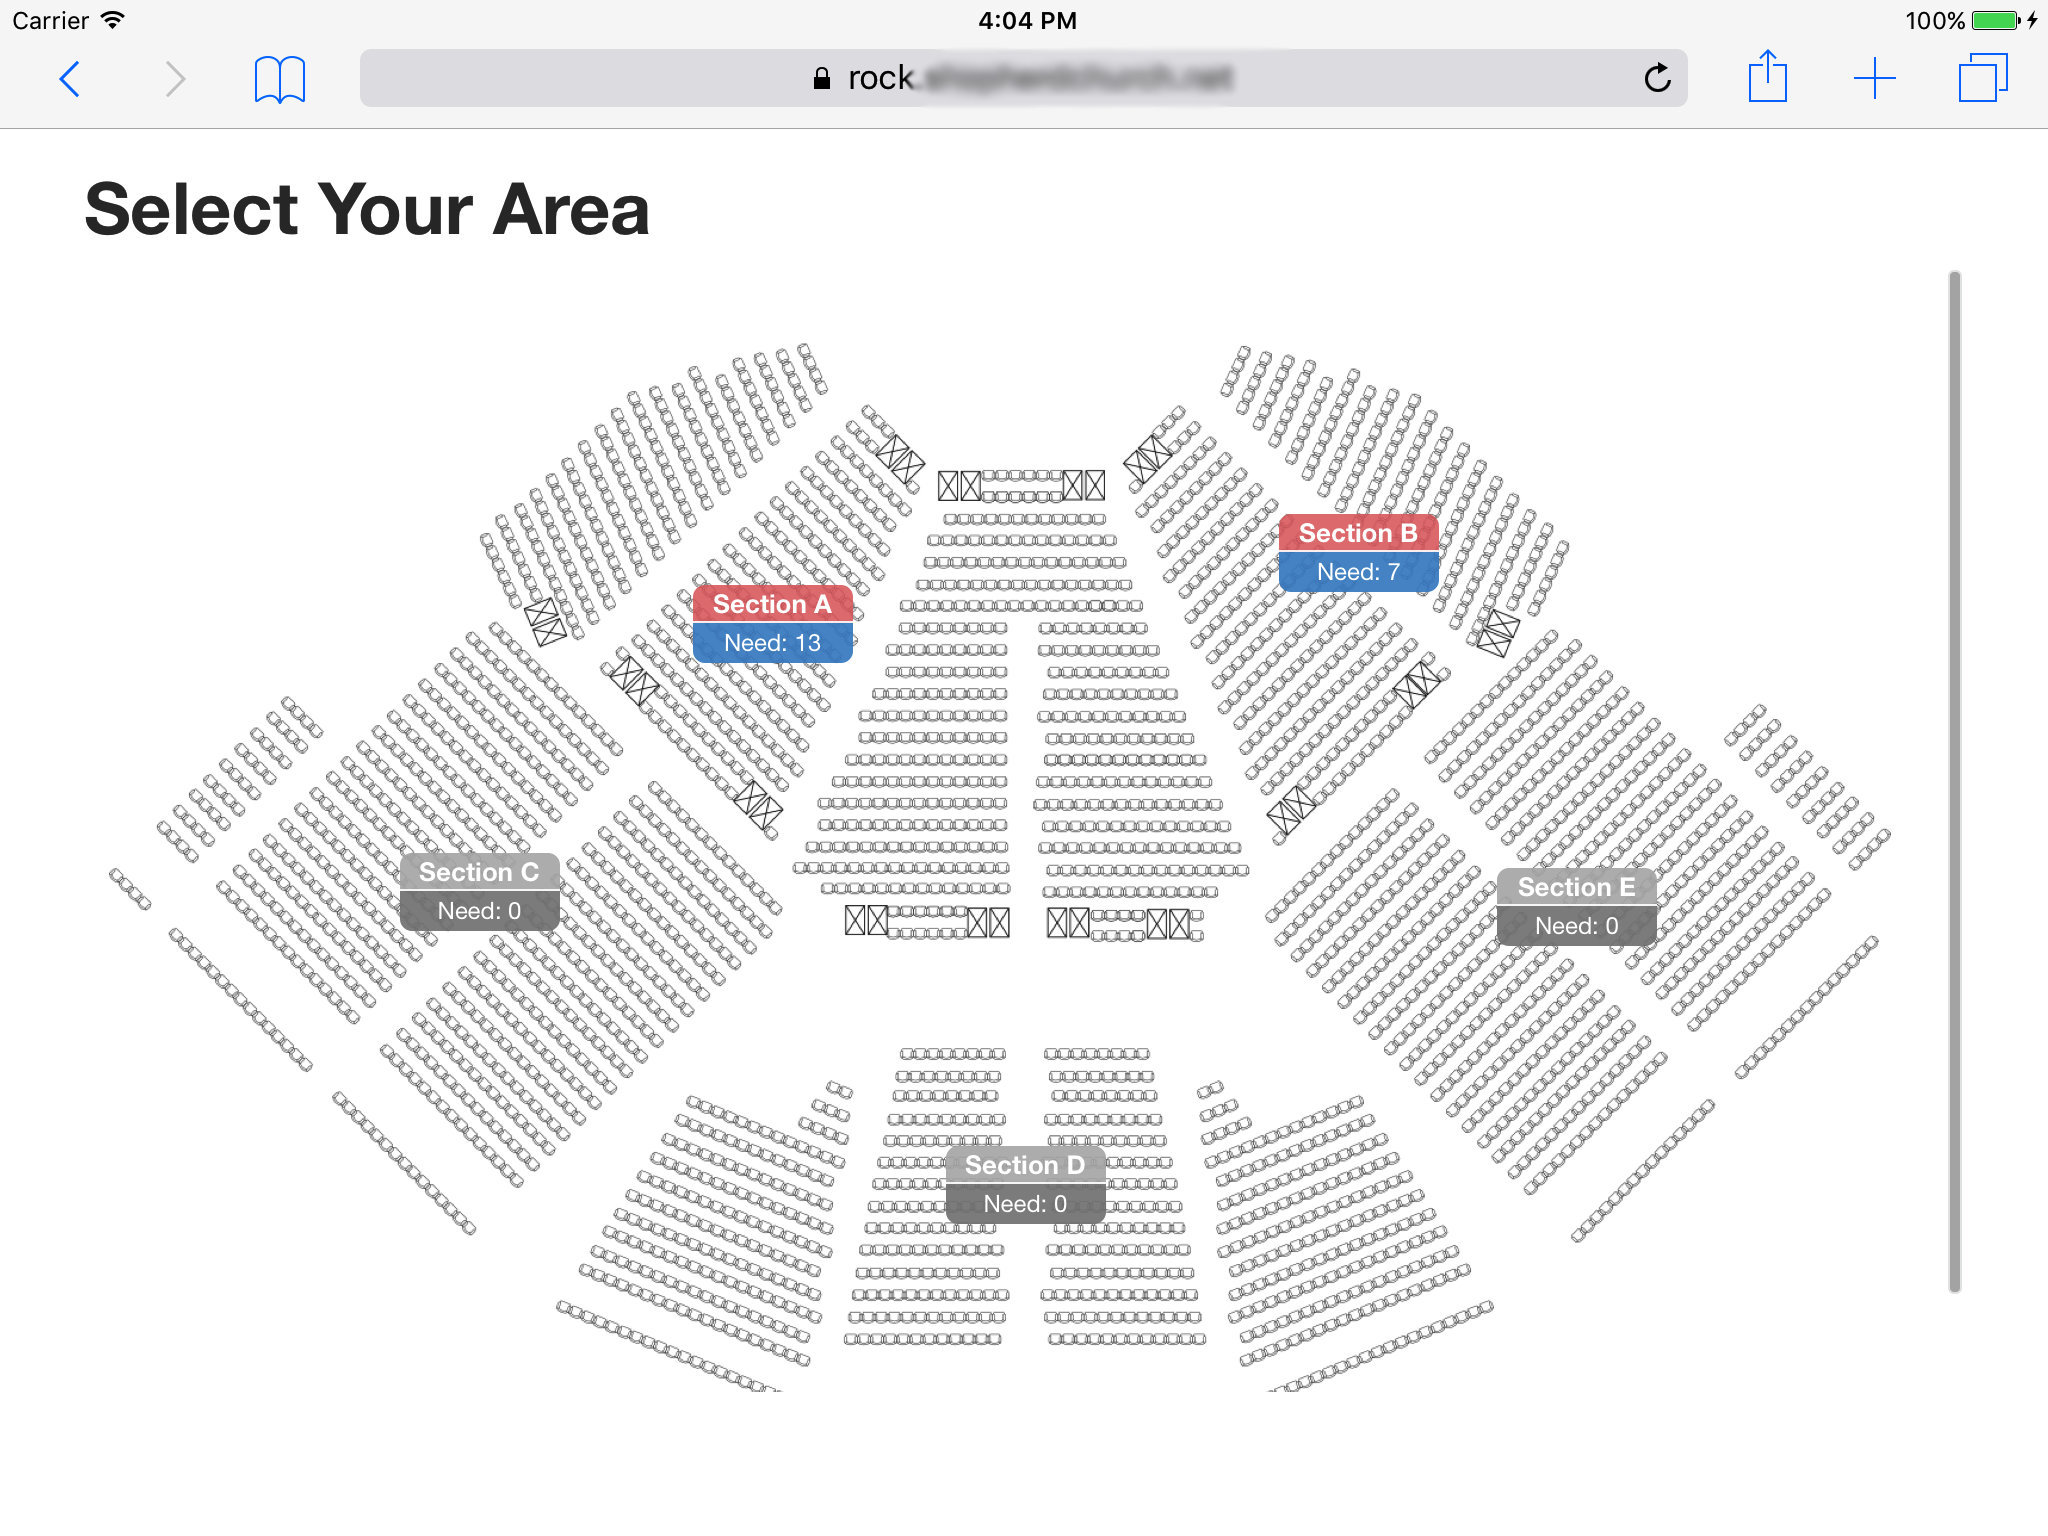 Carrier
4:04 PM
100%
rock.
Select Your Area
Section B
Need: 7
Section A
Need: 13
Section C
Need: 0
Section E
Need: 0
Section D
Need: 0